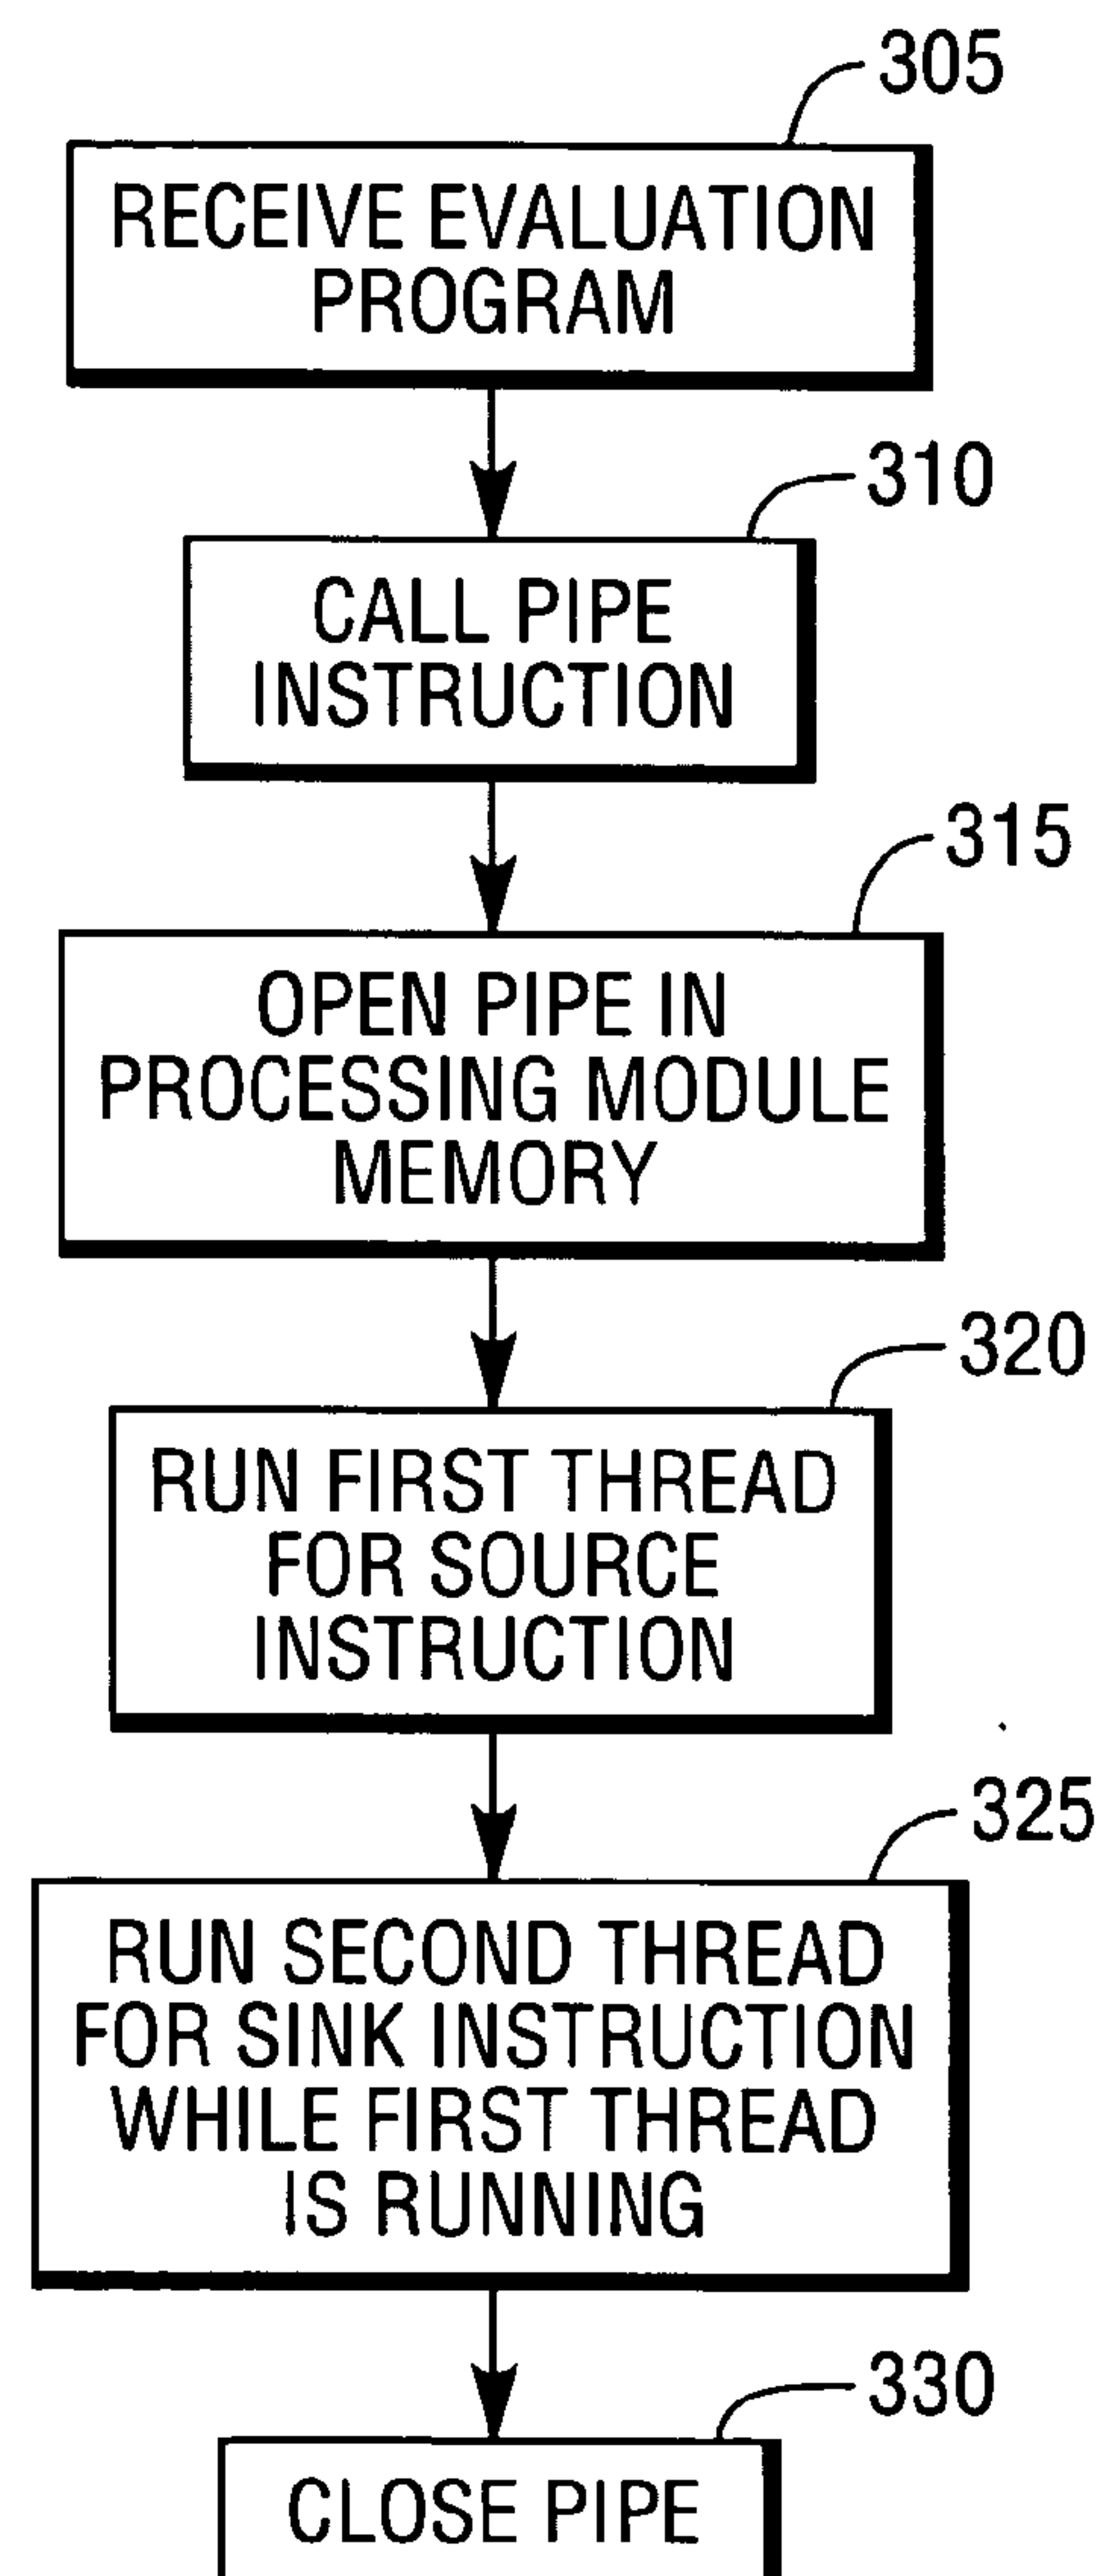 305
RECEIVE EVALUATION
PROGRAM
310
CALL PIPE
INSTRUCTION
315
OPEN PIPE IN
PROCESSING MODULE
MEMORY
320
RUN FIRST THREAD
FOR SOURCE
INSTRUCTION
325
RUN SECOND THREAD
FOR SINK INSTRUCTION
WHILE FIRST THREAD
IS RUNNING
330
CLOSE PIPE